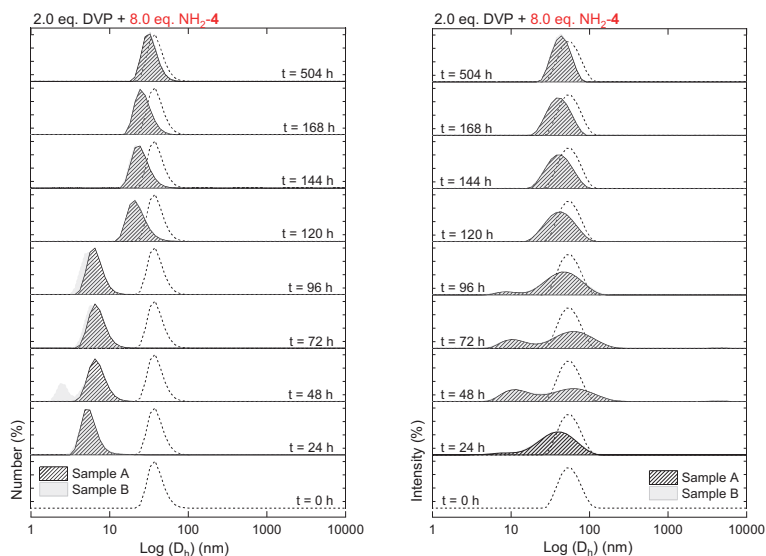 2.0 eq. DVP + 8.0 eq. NH2-4
t = 504 h
t = 168 h
t = 144 h
t = 120 h
t = 96 h
t = 72 h
t = 48 h
t = 24 h
t = 0 h
Sample A
Sample B
Number (%)
1 10 100 1000 10000
Log (Dh) (nm)
2.0 eq. DVP + 8.0 eq. NH2-4
t = 504 h
t = 168 h
t = 144 h
t = 120 h
t = 96 h
t = 72 h
t = 48 h
t = 24 h
t = 0 h
Sample A
Sample B
Intensity (%)
1 10 100 1000 10000
Log (Dh) (nm)